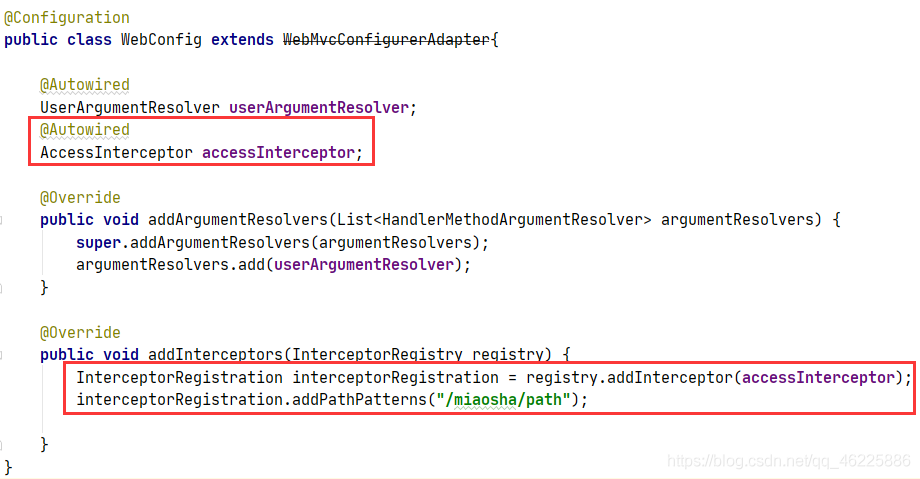 @Configuration
public class WebConfig extends WebMvcConfigurerAdapter{
@Autowired
UserArgumentResolver userArgumentResolver;
@Autowired
AccessInterceptor accessInterceptor;
@Override
public void addArgumentResolvers(List<HandlerMethodArgumentResolver> argumentResolvers) {
super.addArgumentResolvers(argumentResolvers);
argumentResolvers.add(userArgumentResolver);
}
@Override
public void addInterceptors(InterceptorRegistry registry) {
InterceptorRegistration interceptorRegistration = registry.addInterceptor(accessInterceptor);
interceptorRegistration.addPathPatterns("/miaosha/path");
}
}
https://blog.csdn.net/qq_46225886